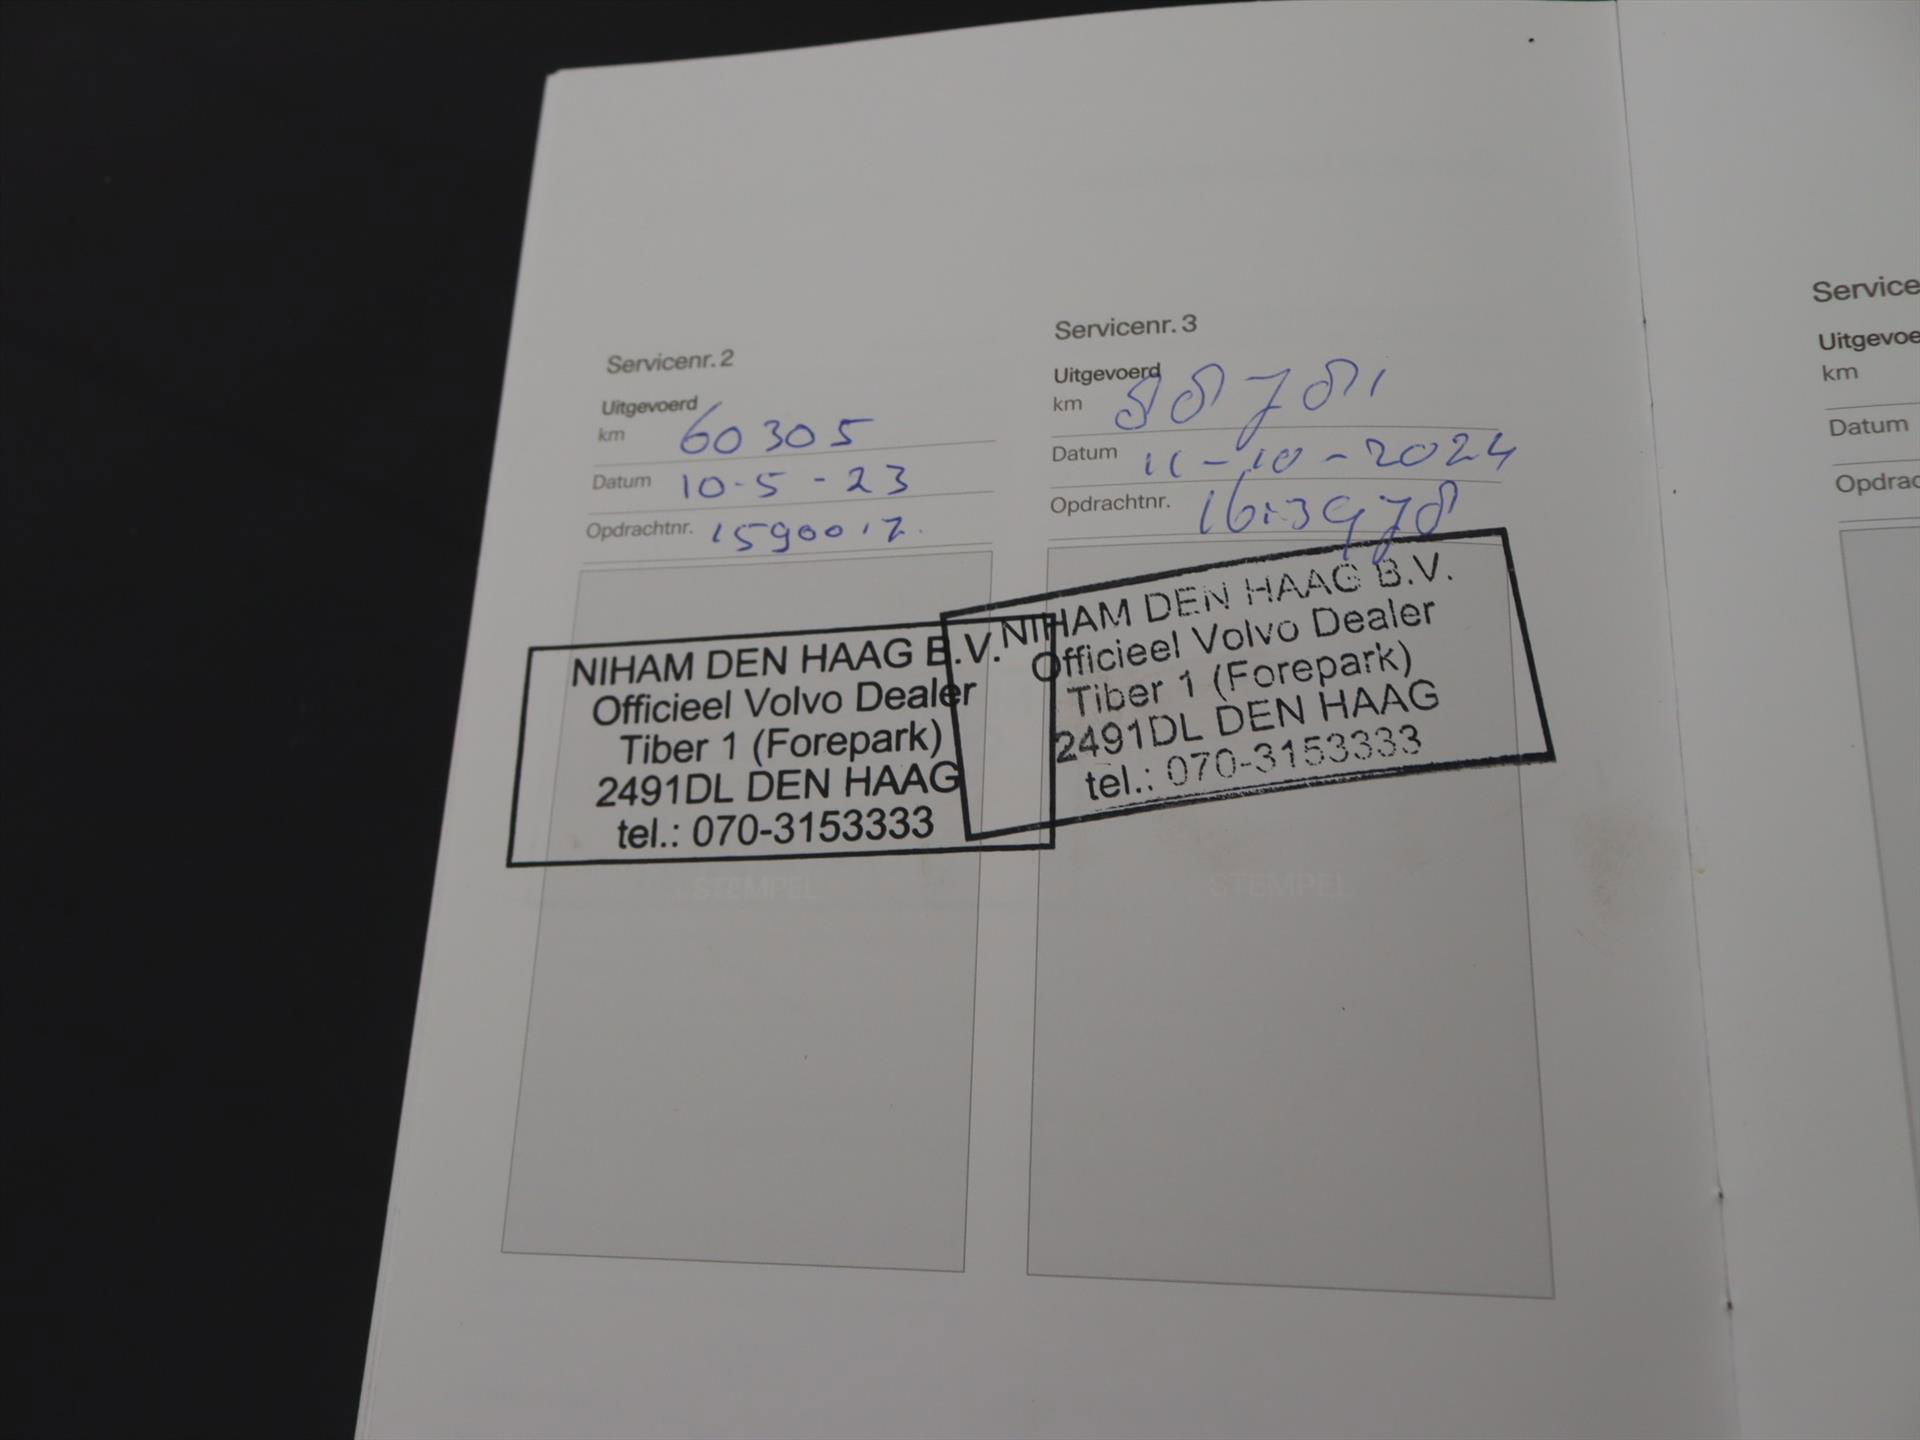 Servicenr. 2
Uitgevoerd
km 60305
Datum 10-5-23
Opdrachtnr. 1590017.
NIHAM DEN HAAG B.V.
Officieel Volvo Dealer
Tiber 1 (Forepark)
2491DL DEN HAAG
tel.: 070-3153333
STEMPEL
Servicenr. 3
Uitgevoerd
km 88781
Datum 11-10-2024
Opdrachtnr. 1613978
NIHAM DEN HAAG B.V.
Officieel Volvo Dealer
Tiber 1 (Forepark)
2491DL DEN HAAG
tel.: 070-3153333
STEMPEL
Service
Uitgevoe
km
Datum
Opdrac